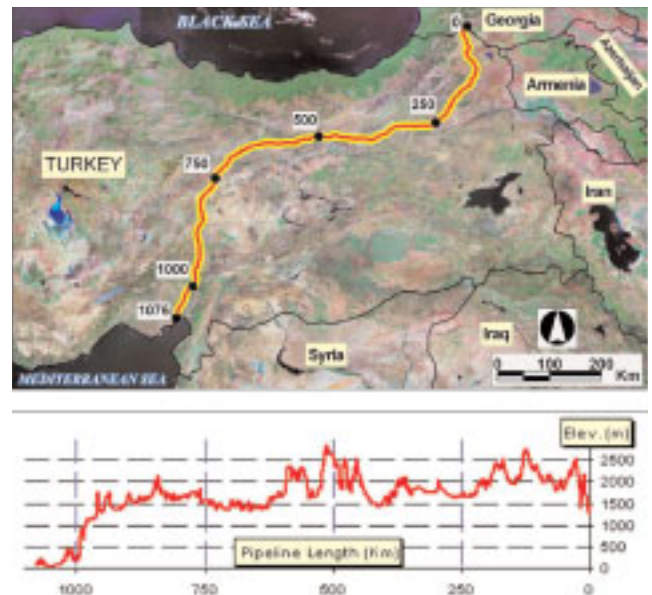 BLACK SEA
0
Georgia
Azerbaijan
Armenia
250
500
750
TURKEY
Iran
1000
1076
Iraq
Syria
MEDITERRANEAN SEA
0 100 200
Km
Elev.(m)
2500
2000
1500
1000
500
0
Pipeline Length (Km)
1000 750 500 250 0